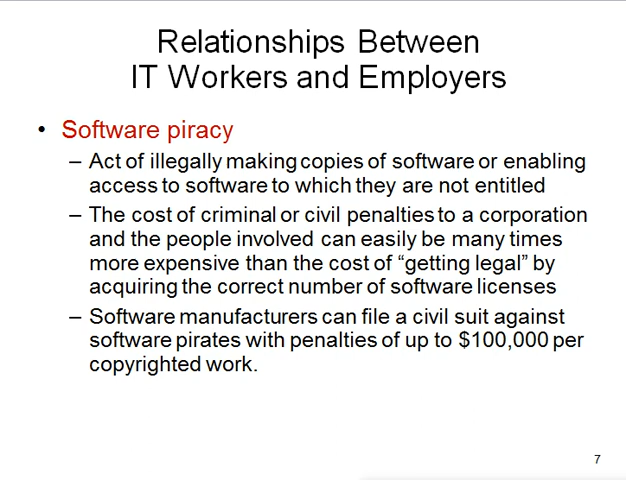 Relationships Between
IT Workers and Employers
• Software piracy
– Act of illegally making copies of software or enabling
access to software to which they are not entitled
– The cost of criminal or civil penalties to a corporation
and the people involved can easily be many times
more expensive than the cost of “getting legal” by
acquiring the correct number of software licenses
– Software manufacturers can file a civil suit against
software pirates with penalties of up to $100,000 per
copyrighted work.
7